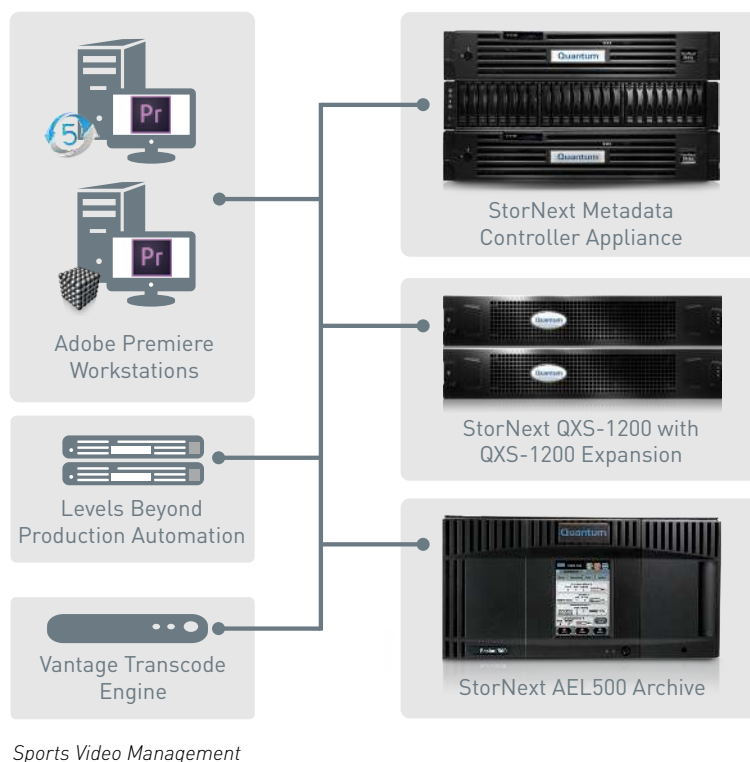 5
Pr
Pr
Adobe Premiere
Workstations
Levels Beyond
Production Automation
Vantage Transcode
Engine
Quantum
Quantum
StorNext Metadata
Controller Appliance
Quantum
Quantum
StorNext QXS-1200 with
QXS-1200 Expansion
Quantum
StorNext AEL500 Archive
Sports Video Management